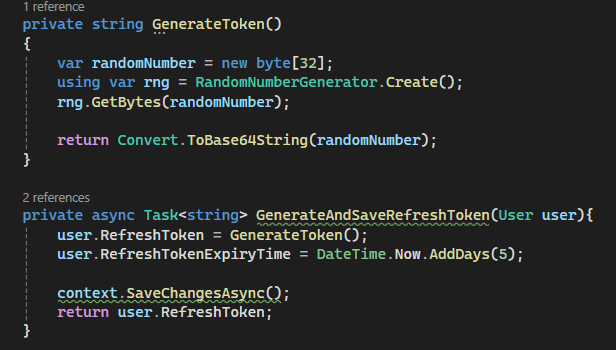 1 reference
private string GenerateToken()
{
    var randomNumber = new byte[32];
    using var rng = RandomNumberGenerator.Create();
    rng.GetBytes(randomNumber);

    return Convert.ToBase64String(randomNumber);
}

2 references
private async Task<string> GenerateAndSaveRefreshToken(User user){
    user.RefreshToken = GenerateToken();
    user.RefreshTokenExpiryTime = DateTime.Now.AddDays(5);

    context.SaveChangesAsync();
    return user.RefreshToken;
}